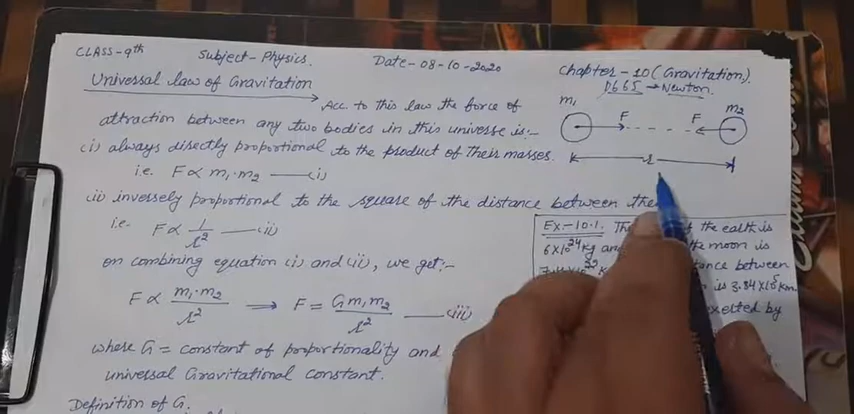 CLASS-9th Subject- Physics. Date- 08-10-2020 Chapter-10 (Gravitation).
Universal law of Gravitation
→ Newton.
Acc. to this law the force of
attraction between any two bodies in this universe is:-
(i) always directly proportional to the product of their masses.
i.e. F ∝ m₁.m₂ —(i)
m₁ F F m₂
r
(ii) inversely proportional to the square of the distance between
i.e. F ∝ 1/r² —(ii)
on combining equation (i) and (ii), we get:-
F ∝ m₁.m₂/r² ⟹ F = Gm₁m₂/r² —(iii)
where G = constant of proportionality and
universal Gravitational constant.
Definition of G.
Ex:-10.1. the earth is
6×10²⁴ kg the moon is
between
is 3.84×10⁵ km.
exerted by